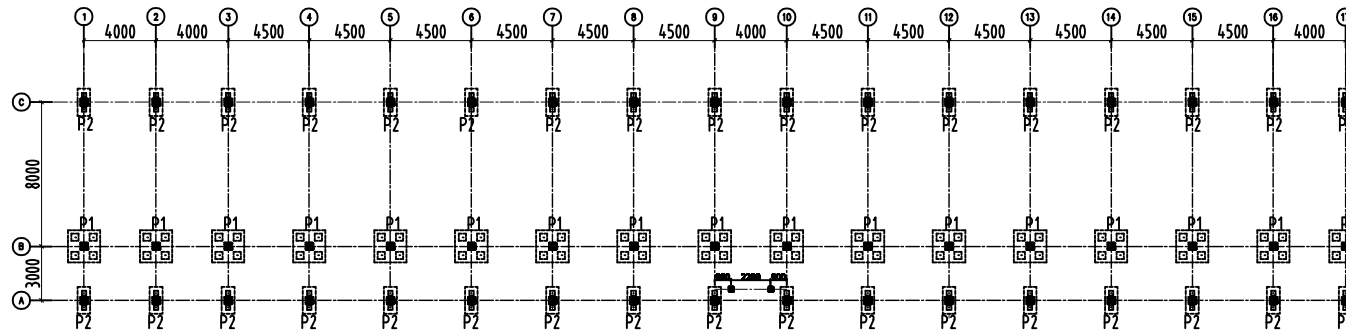 1 2 3 4 5 6 7 8 9 10 11 12 13 14 15 16 17
4000 4000 4500 4500 4500 4500 4500 4500 4000 4500 4500 4500 4500 4500 4500 4000
C
P2 P2 P2 P2 P2 P2 P2 P2 P2 P2 P2 P2 P2 P2 P2 P2
8000
P1 P1 P1 P1 P1 P1 P1 P1 P1 P1 P1 P1 P1 P1 P1 P1
B
3000
A
P2 P2 P2 P2 P2 P2 P2 P2 P2 P2 P2 P2 P2 P2 P2 P2